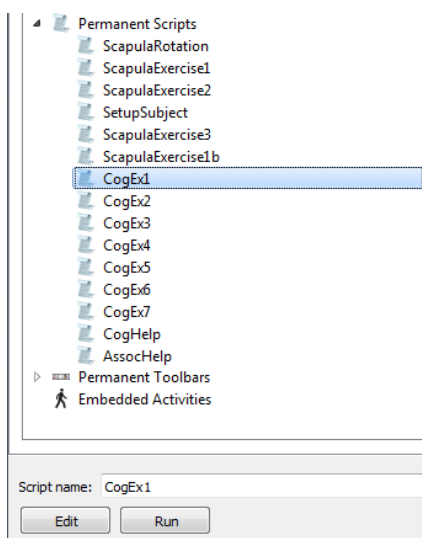 Permanent Scripts
ScapulaRotation
ScapulaExercise1
ScapulaExercise2
SetupSubject
ScapulaExercise3
ScapulaExercise1b
CogEx1
CogEx2
CogEx3
CogEx4
CogEx5
CogEx6
CogEx7
CogHelp
AssocHelp
Permanent Toolbars
Embedded Activities
Script name: CogEx1
Edit Run